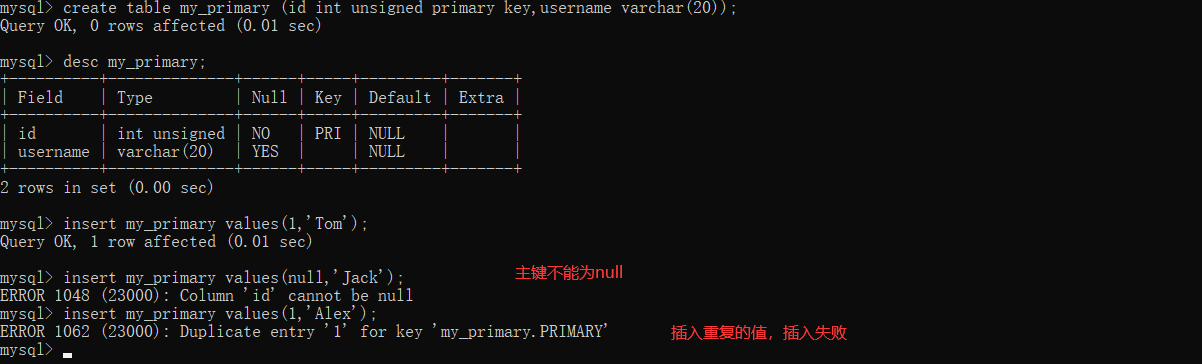 mysql> create table my_primary (id int unsigned primary key,username varchar(20));
Query OK, 0 rows affected (0.01 sec)
mysql> desc my_primary;
+----------+--------------+------+-----+---------+-------+
| Field    | Type         | Null | Key | Default | Extra |
+----------+--------------+------+-----+---------+-------+
| id       | int unsigned | NO   | PRI | NULL    |       |
| username | varchar(20)  | YES  |     | NULL    |       |
+----------+--------------+------+-----+---------+-------+
2 rows in set (0.00 sec)
mysql> insert my_primary values(1,'Tom');
Query OK, 1 row affected (0.01 sec)
mysql> insert my_primary values(null,'Jack'); 主键不能为null
ERROR 1048 (23000): Column 'id' cannot be null
mysql> insert my_primary values(1,'Alex');
ERROR 1062 (23000): Duplicate entry '1' for key 'my_primary.PRIMARY' 插入重复的值，插入失败
mysql>